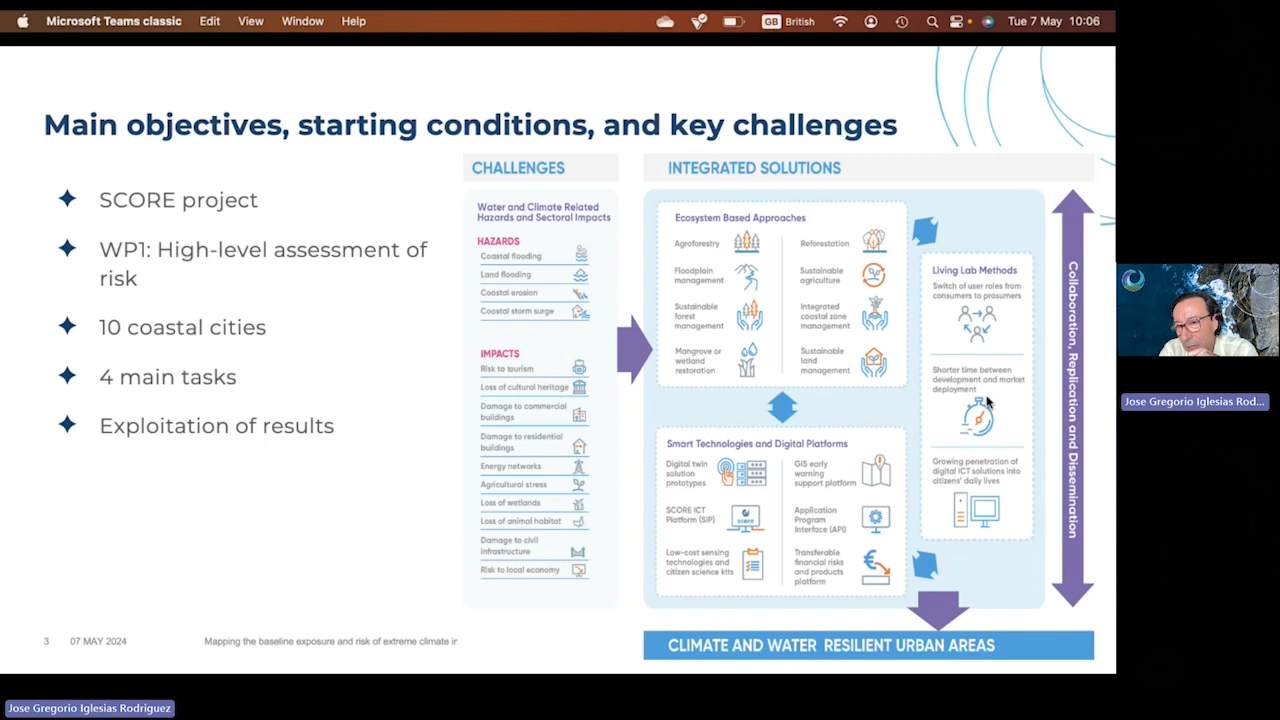 Microsoft Teams classic Edit View Window Help GB British Tue 7 May 10:06
Main objectives, starting conditions, and key challenges
SCORE project
WP1: High-level assessment of
risk
10 coastal cities
4 main tasks
Exploitation of results
CHALLENGES
Water and Climate Related
Hazards and Sectoral Impacts
HAZARDS
Coastal flooding
Land flooding
Coastal erosion
Coastal storm surge
IMPACTS
Risk to tourism
Loss of cultural heritage
Damage to commercial
buildings
Damage to residential
buildings
Energy networks
Agricultural stress
Loss of wetlands
Loss of animal habitat
Damage to civil
infrastructure
Risk to local economy
INTEGRATED SOLUTIONS
Ecosystem Based Approaches
Agroforestry
Floodplain
management
Sustainable
forest
management
Mangrove or
wetland
restoration
Reforestation
Sustainable
agriculture
Integrated
coastal zone
management
Sustainable
land
management
Smart Technologies and Digital Platforms
Digital twin
solution
prototypes
SCORE ICT
Platform (SIP)
score
Low-cost sensing
technologies and
citizen science kits
GIS early
warning
support platform
Application
Program
Interface (API)
Transferable
financial risks
and products
platform
Living Lab Methods
Switch of user roles from
consumers to prosumers
Shorter time between
development and market
deployment
Growing penetration of
digital ICT solutions into
citizens' daily lives
Collaboration, Replication and Dissemination
CLIMATE AND WATER RESILIENT URBAN AREAS
3 07 MAY 2024 Mapping the baseline exposure and risk of extreme climate ir
Jose Gregorio Iglesias Rod...
Jose Gregorio Iglesias Rodriguez